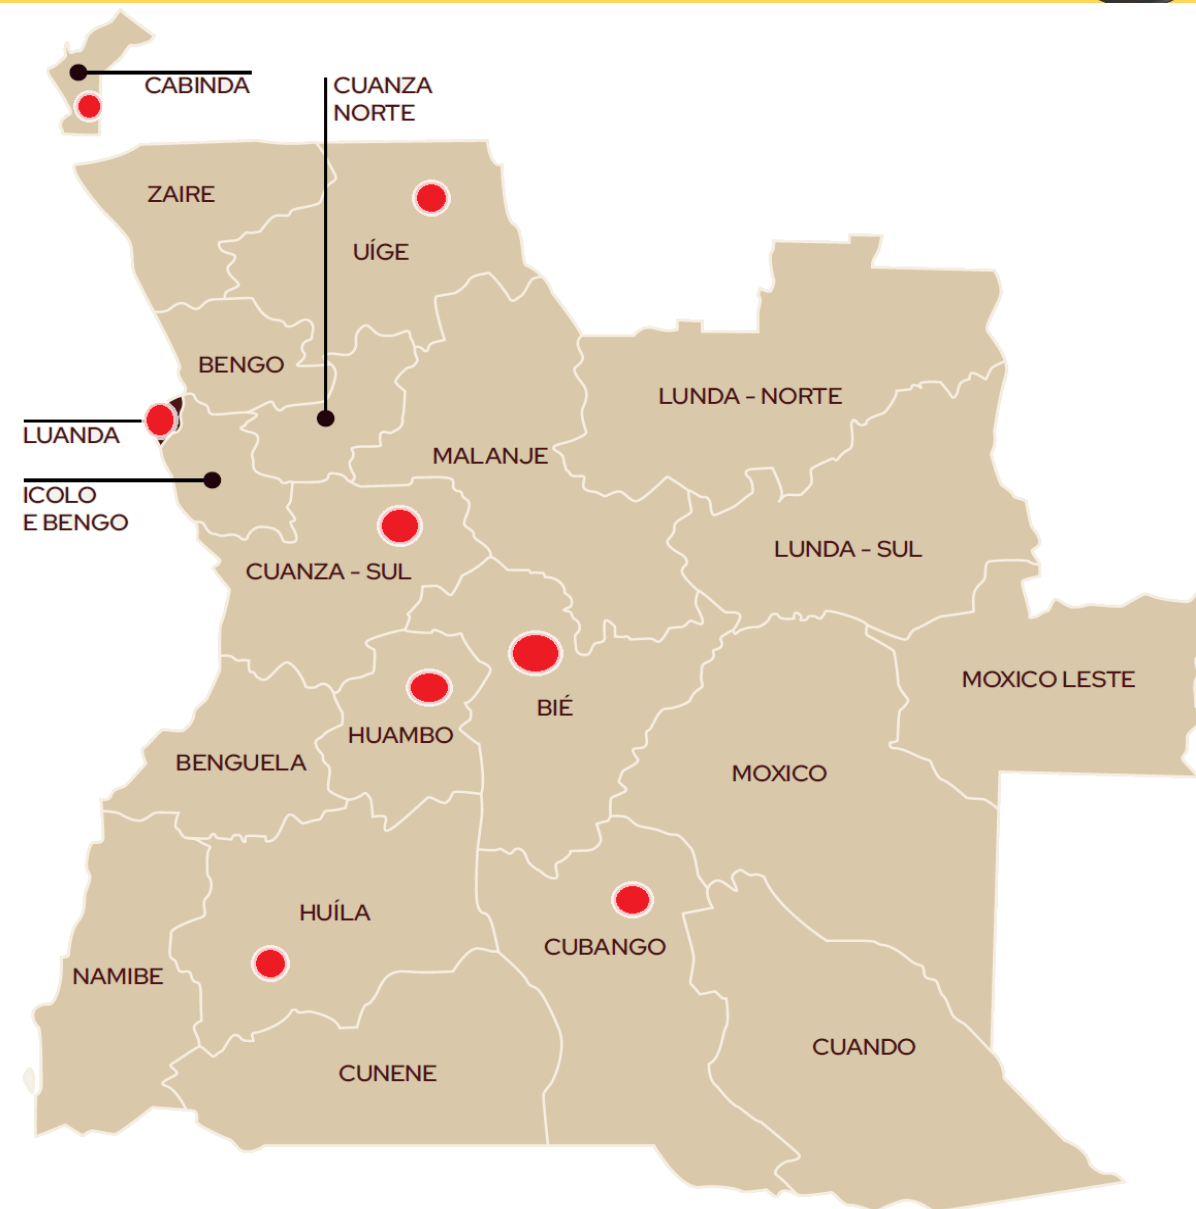 CABINDA
CUANZA
NORTE
ZAIRE
UÍGE
BENGO
LUNDA - NORTE
LUANDA
MALANJE
ICOLO
E BENGO
LUNDA - SUL
CUANZA - SUL
MOXICO LESTE
BIÉ
HUAMBO
BENGUELA
MOXICO
HUÍLA
CUBANGO
NAMIBE
CUANDO
CUNENE